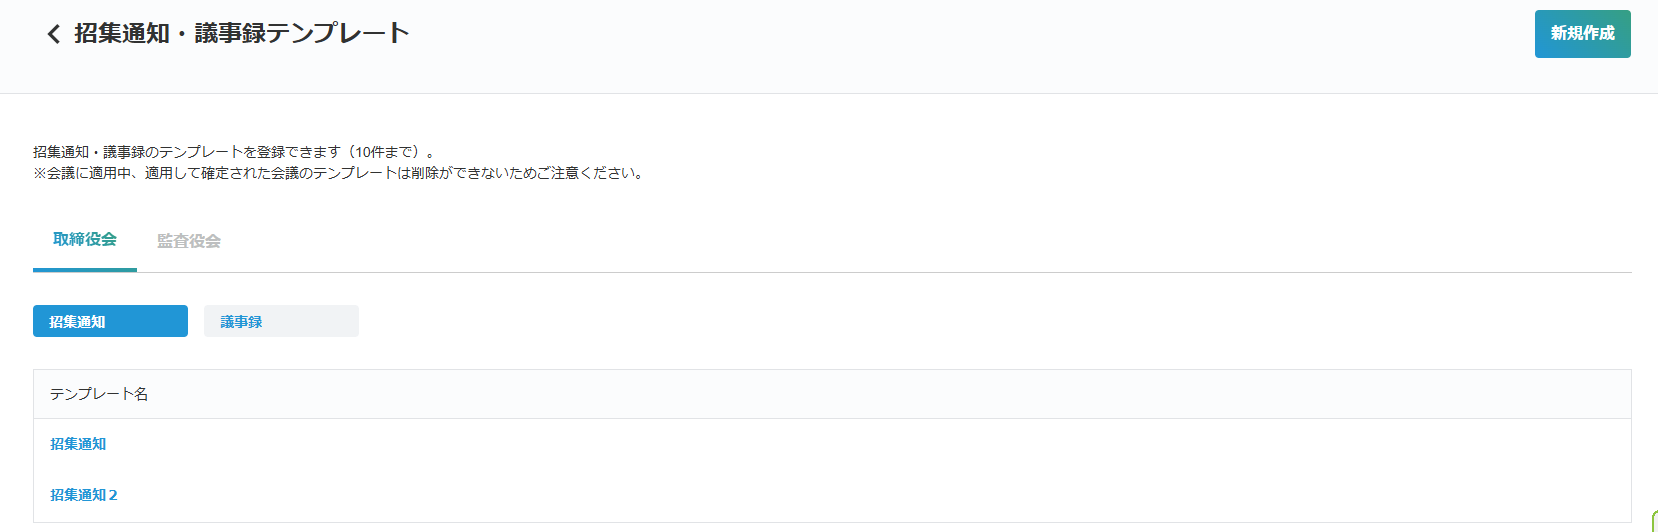 招集通知・議事録テンプレート
新規作成
招集通知・議事録のテンプレートを登録できます（10件まで）。
※会議に適用中、適用して確定された会議のテンプレートは削除ができないためご注意ください。
取締役会
監査役会
招集通知
議事録
テンプレート名
招集通知
招集通知２